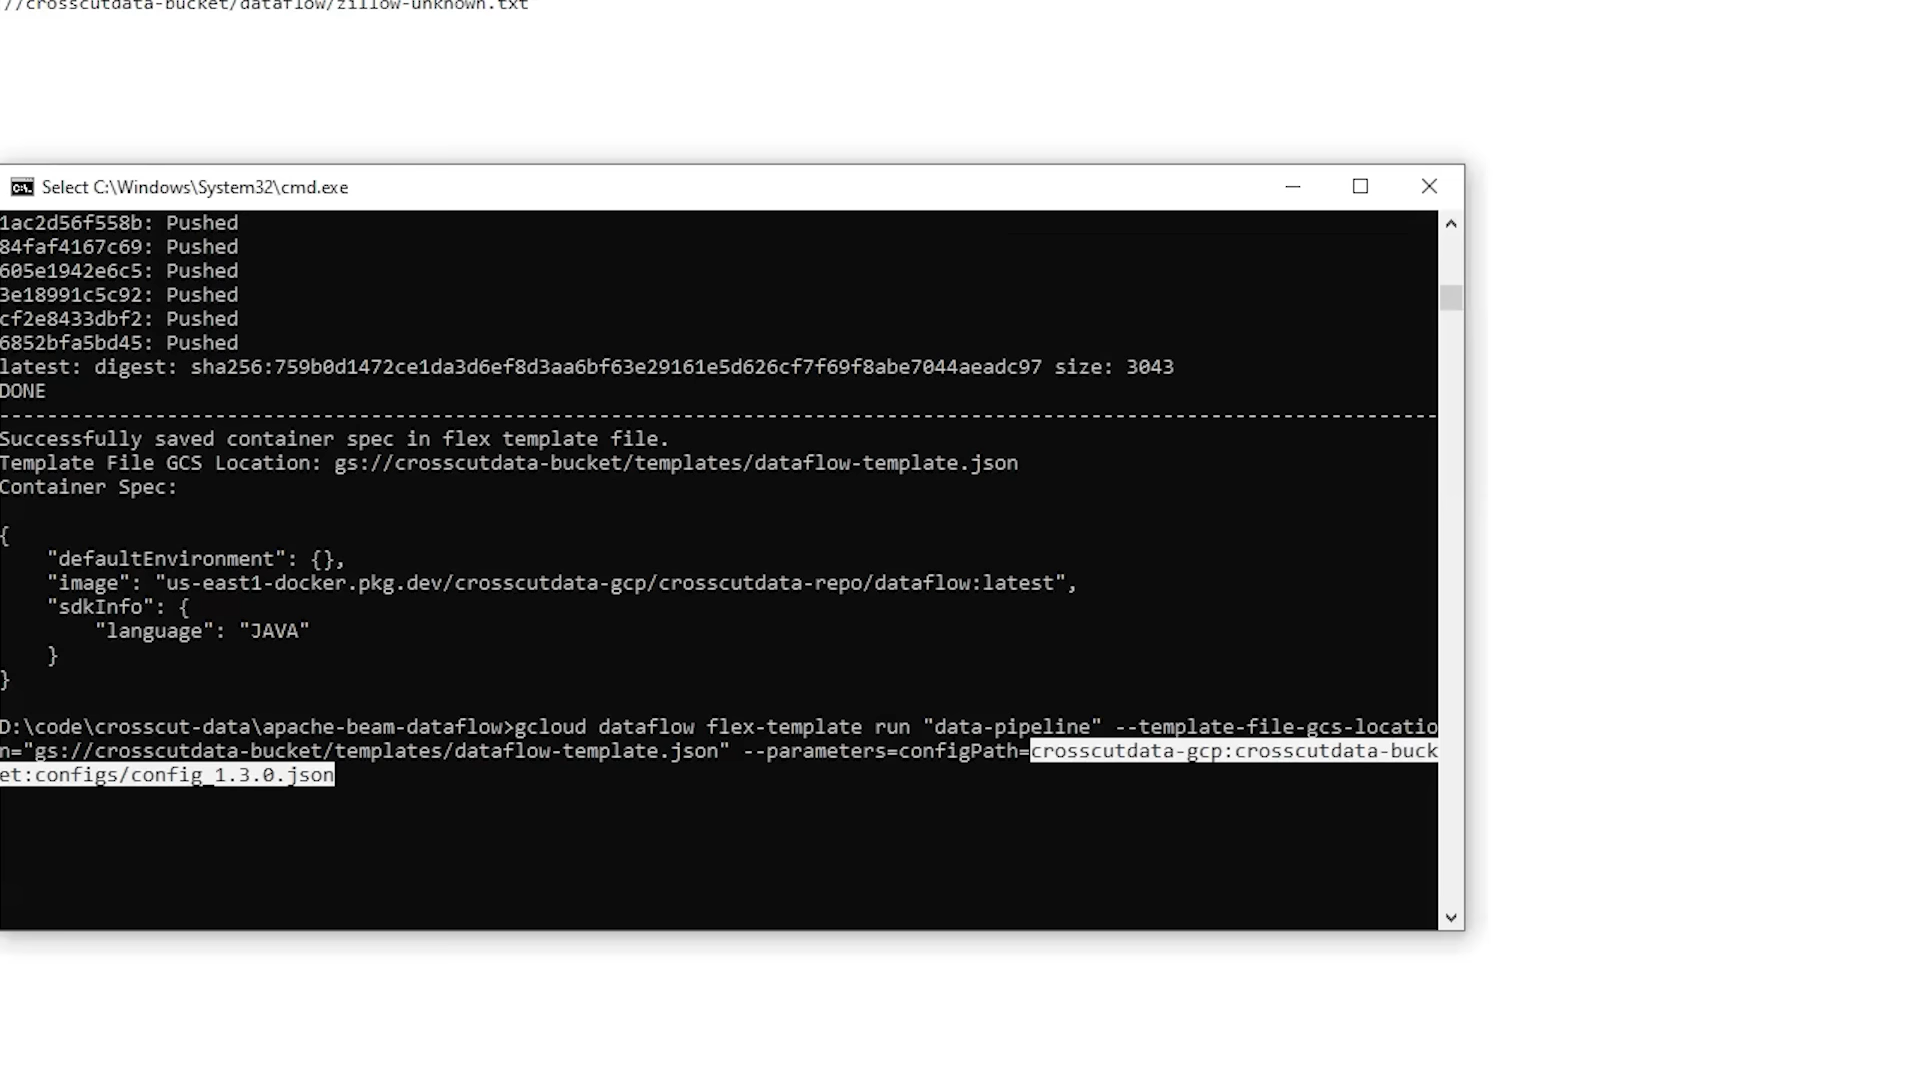 //crosscutdata-bucket/dataflow/zillow-unknown.txt
Select C:\Windows\System32\cmd.exe
1ac2d56f558b: Pushed
84faf4167c69: Pushed
605e1942e6c5: Pushed
3e18991c5c92: Pushed
cf2e8433dbf2: Pushed
6852bfa5bd45: Pushed
latest: digest: sha256:759b0d1472ce1da3d6ef8d3aa6bf63e29161e5d626cf7f69f8abe7044aeadc97 size: 3043
DONE
------------------------------------------------------------------------------------------------------------------------
Successfully saved container spec in flex template file.
Template File GCS Location: gs://crosscutdata-bucket/templates/dataflow-template.json
Container Spec:
{
    "defaultEnvironment": {},
    "image": "us-east1-docker.pkg.dev/crosscutdata-gcp/crosscutdata-repo/dataflow:latest",
    "sdkInfo": {
        "language": "JAVA"
    }
}
D:\code\crosscut-data\apache-beam-dataflow>gcloud dataflow flex-template run "data-pipeline" --template-file-gcs-locatio
n="gs://crosscutdata-bucket/templates/dataflow-template.json" --parameters=configPath=crosscutdata-gcp:crosscutdata-buck
et:configs/config_1.3.0.json